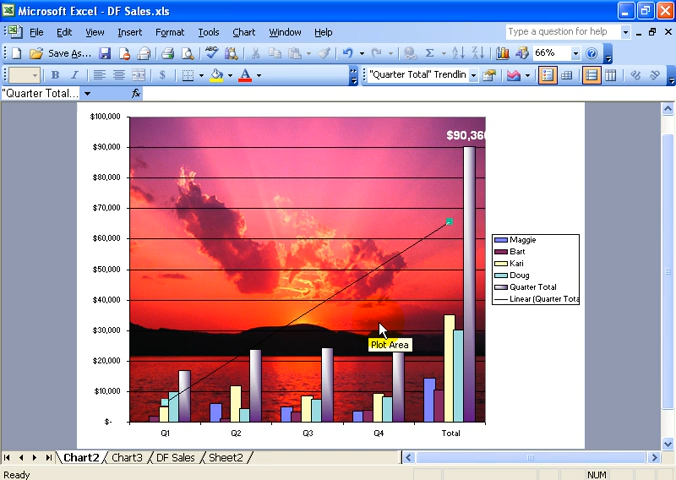 Microsoft Excel - DF Sales.xls
File Edit View Insert Format Tools Chart Window Help Type a question for help
Save As... 66%
B I $ A "Quarter Total" Trendlin
"Quarter Total... fx
$100,000
$90,000
$80,000
$70,000
$60,000
$50,000
$40,000
$30,000
$20,000
$10,000
$-
$90,360
Plot Area
Q1 Q2 Q3 Q4 Total
Maggie
Bart
Kari
Doug
Quarter Total
Linear (Quarter Tota
Chart2 Chart3 DF Sales Sheet2
Ready NUM